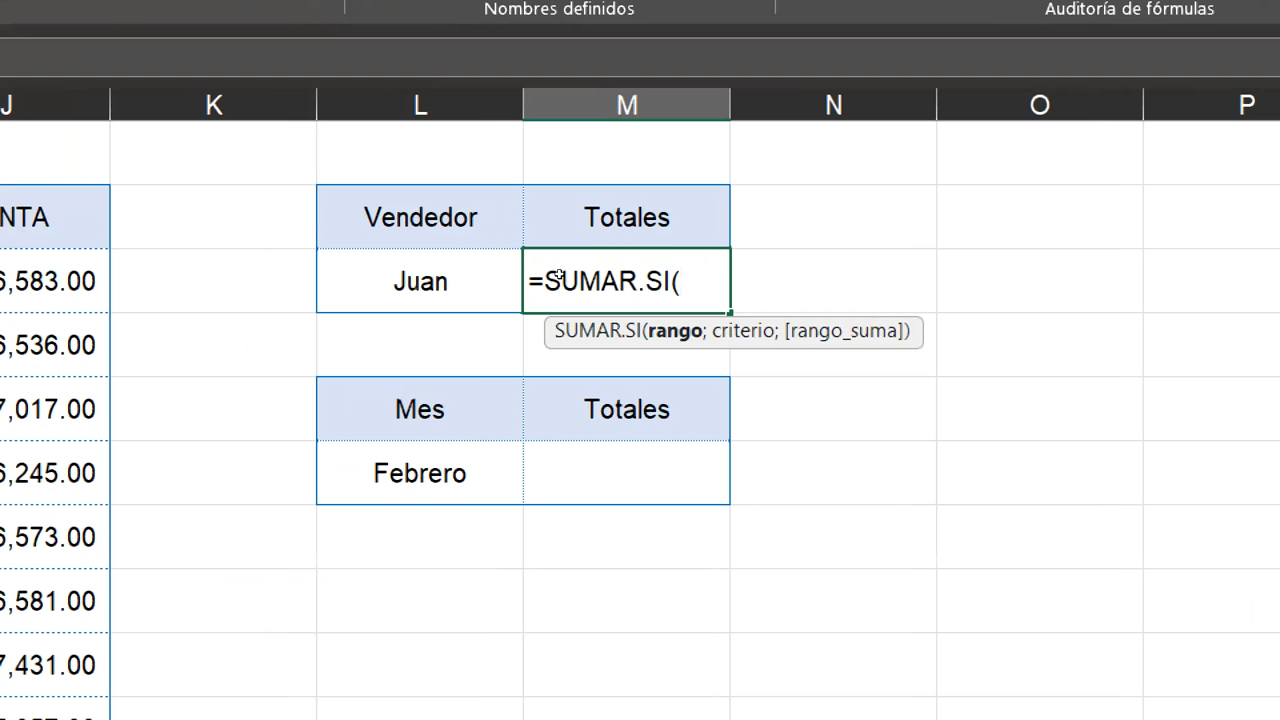 Nombres definidos Auditoría de fórmulas
J K L M N O P
NTA Vendedor Totales
6,583.00 Juan =SUMAR.SI(
SUMAR.SI(rango; criterio; [rango_suma])
6,536.00
7,017.00 Mes Totales
6,245.00 Febrero
6,573.00
6,581.00
7,431.00